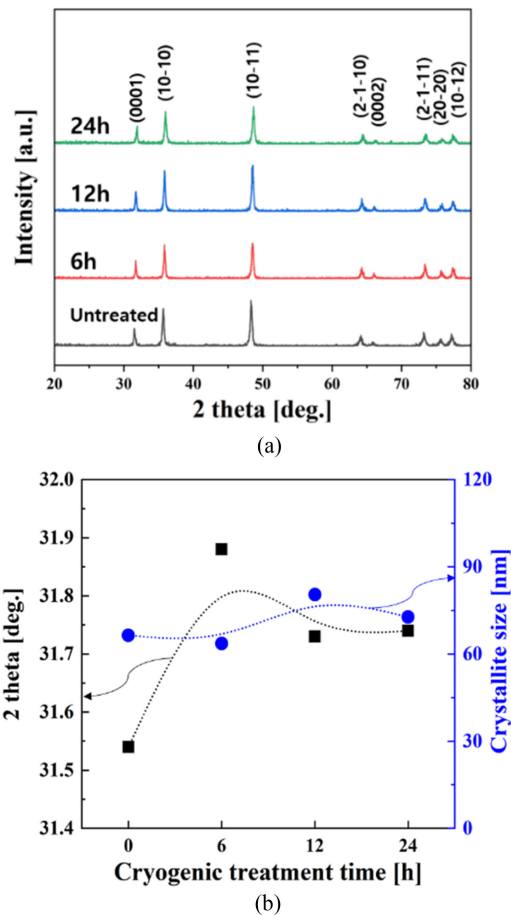 (0001)
(10-10)
(10-11)
(2-1-10)
(0002)
(2-1-11)
(20-20)
(10-12)
24h
12h
6h
Untreated
Intensity [a.u.]
20 30 40 50 60 70 80
2 theta [deg.]
(a)
32.0
31.9
31.8
31.7
31.6
31.5
31.4
2 theta [deg.]
120
90
60
30
0
Crystallite size [nm]
0 6 12 24
Cryogenic treatment time [h]
(b)